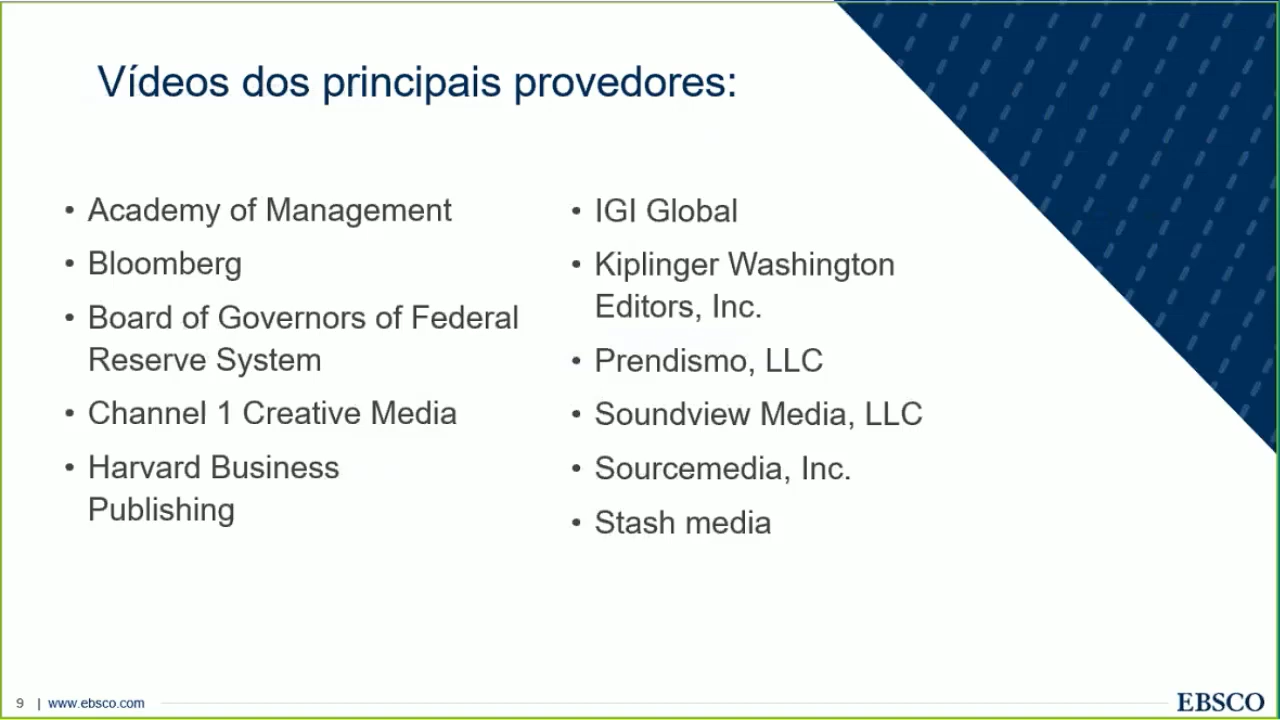 Vídeos dos principais provedores:
• Academy of Management
• Bloomberg
• Board of Governors of Federal
Reserve System
• Channel 1 Creative Media
• Harvard Business
Publishing
• IGI Global
• Kiplinger Washington
Editors, Inc.
• Prendismo, LLC
• Soundview Media, LLC
• Sourcemedia, Inc.
• Stash media
9 | www.ebsco.com
EBSCO